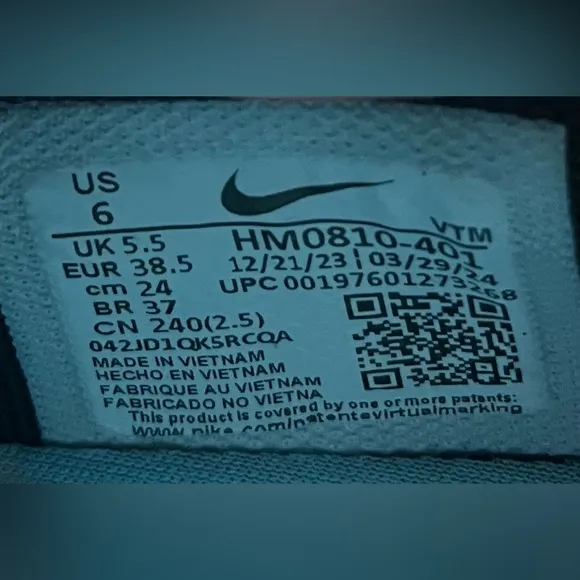 US
6
VTM
UK 5.5
HM0810-401
EUR 38.5
12/21/23 | 03/29/24
cm 24
UPC 00197601273268
BR 37
CN 240(2.5)
042JD1QK5RCQA
MADE IN VIETNAM
HECHO EN VIETNAM
FABRIQUE AU VIETNAM
FABRICADO NO VIETNA
This product is covered by one or more patents:
www.nike.com/patentsvirtualmarking